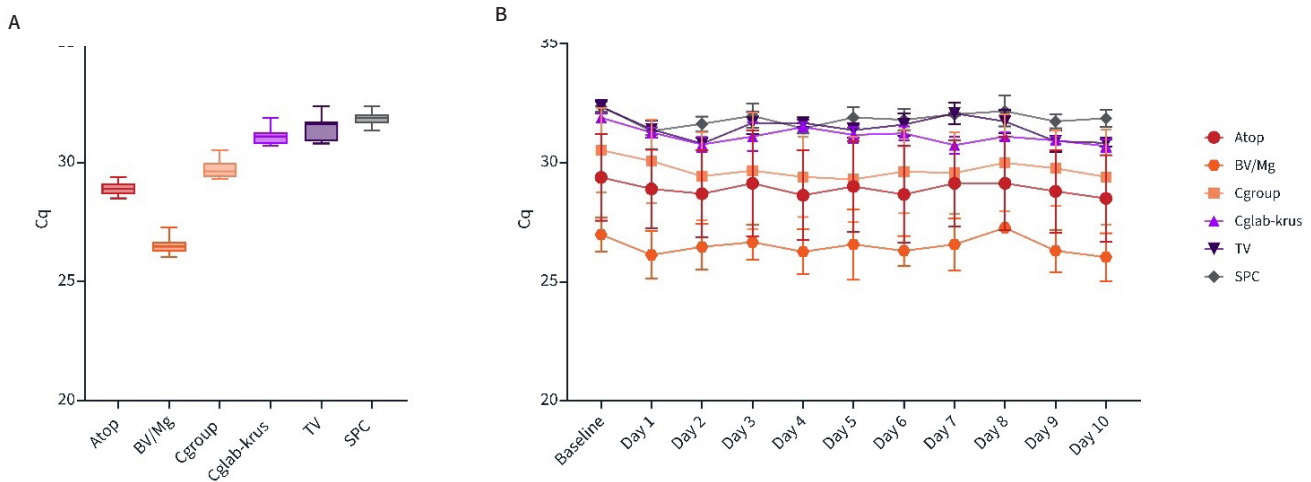 A
B
Cq
30
25
20
Atop
BV/Mg
Cgroup
Cglab-krus
TV
SPC
Cq
35
30
25
20
Baseline
Day 1
Day 2
Day 3
Day 4
Day 5
Day 6
Day 7
Day 8
Day 9
Day 10
Atop
BV/Mg
Cgroup
Cglab-krus
TV
SPC